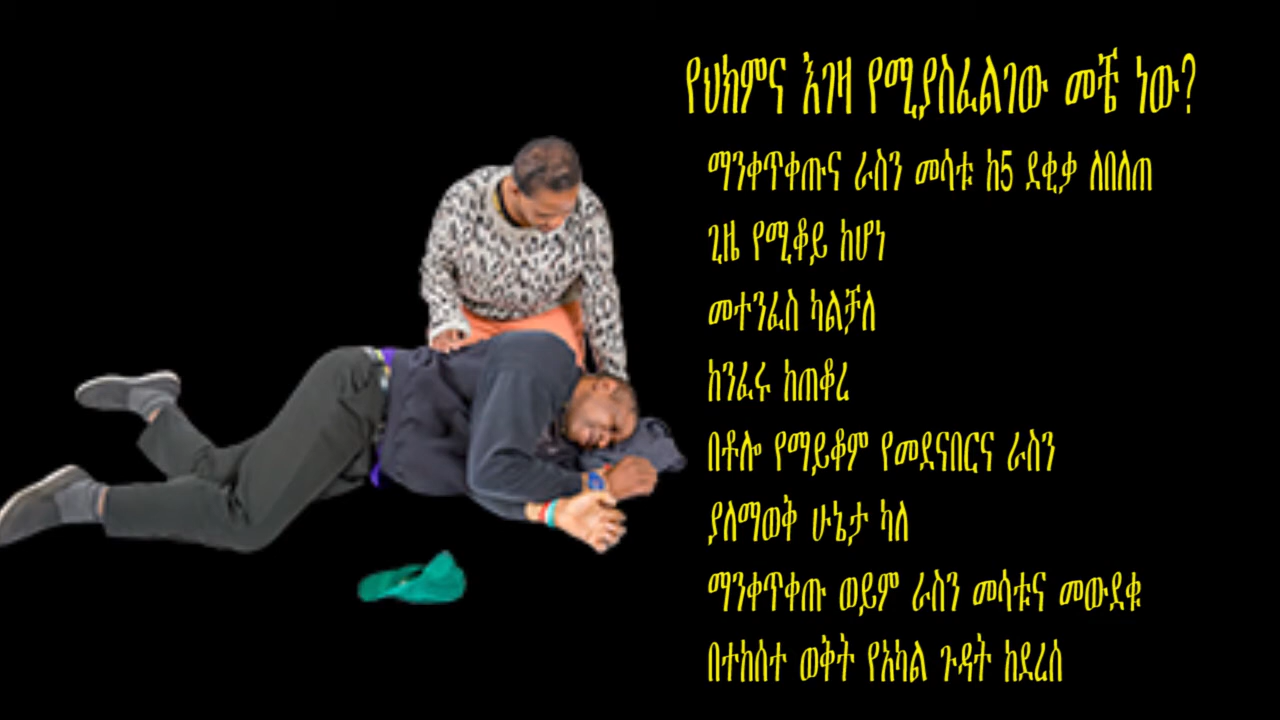 የህክምና እገዛ የሚያስፈልገው መቼ ነው?
ማንቀጥቀጡና ራስን መሳቱ ከ5 ደቂቃ ለበለጠ
ጊዜ የሚቆይ ከሆነ
መተንፈስ ካልቻለ
ከንፈሩ ከጠቆረ
በቶሎ የማይቆም የመደናበርና ራስን
ያለማወቅ ሁኔታ ካለ
ማንቀጥቀጡ ወይም ራስን መሳቱና መውደቁ
በተከሰተ ወቅት የአካል ጉዳት ከደረሰ